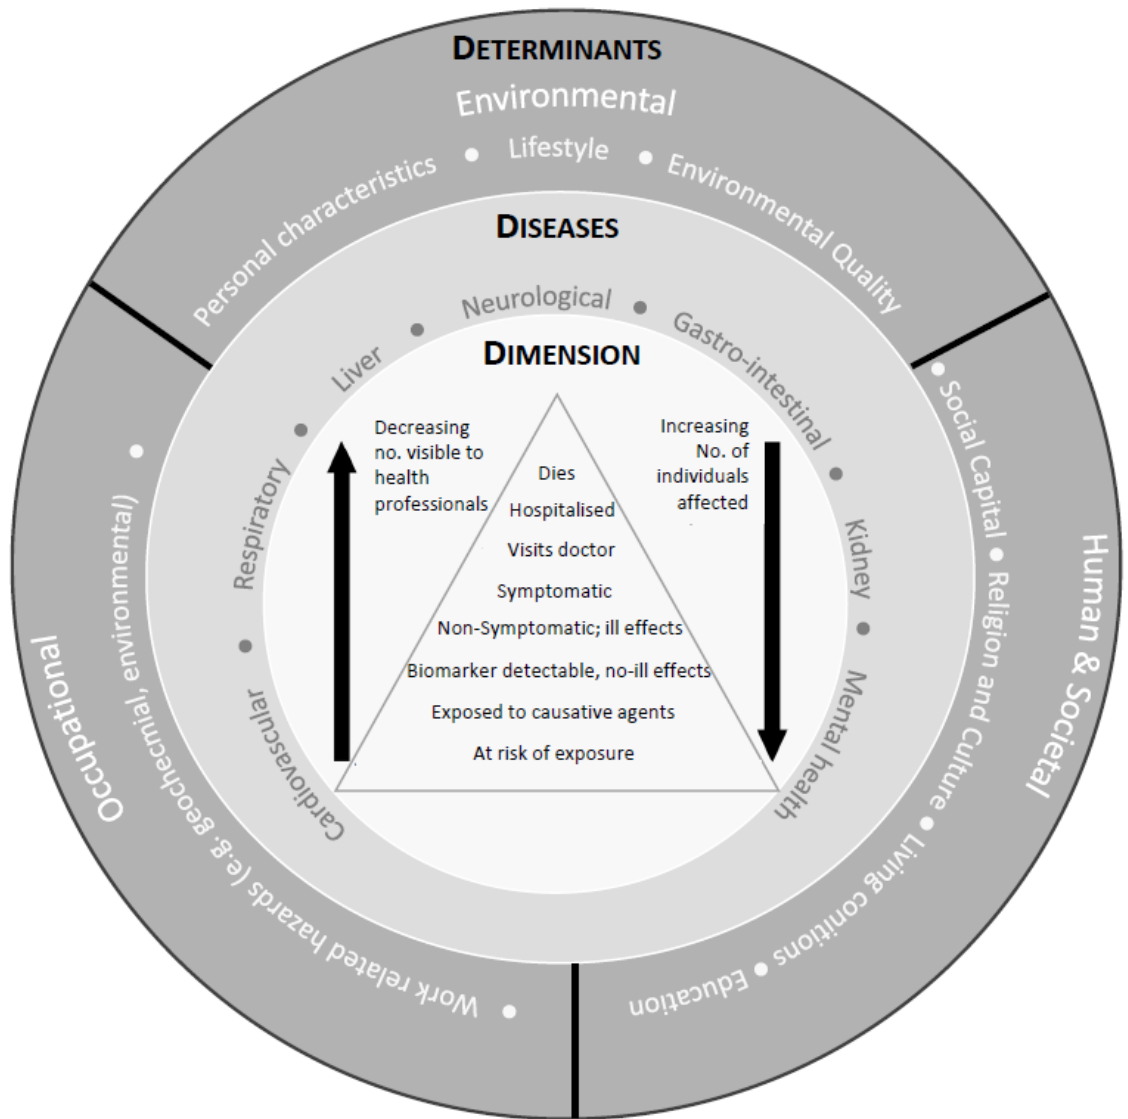 DETERMINANTS
Environmental
Personal characteristics • Lifestyle • Environmental Quality
DISEASES
Cardiovascular • Respiratory • Liver • Neurological • Gastro-intestinal • Kidney • Mental health
DIMENSION
Decreasing
no. visible to
health
professionals
Increasing
No. of
individuals
affected
Dies
Hospitalised
Visits doctor
Symptomatic
Non-Symptomatic; ill effects
Biomarker detectable, no-ill effects
Exposed to causative agents
At risk of exposure
Human & Societal
• Social Capital • Religion and Culture • Living conitions • Education
Occupational
• Work related hazards (e.g. geochecmial, environmental) •